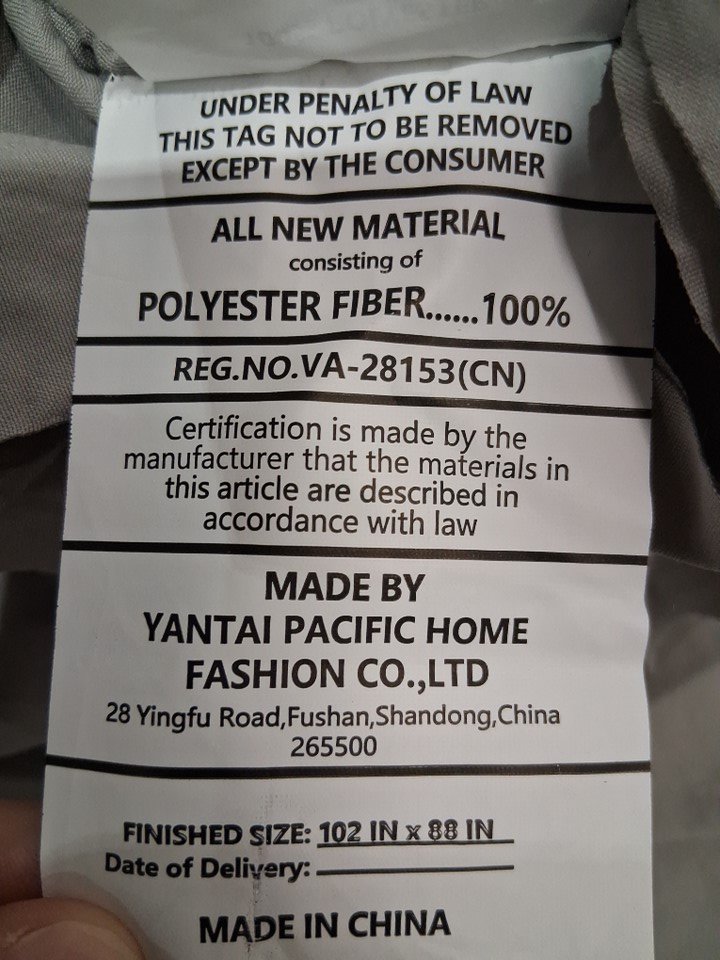 UNDER PENALTY OF LAW
THIS TAG NOT TO BE REMOVED
EXCEPT BY THE CONSUMER
ALL NEW MATERIAL
consisting of
POLYESTER FIBER......100%
REG.NO.VA-28153(CN)
Certification is made by the
manufacturer that the materials in
this article are described in
accordance with law
MADE BY
YANTAI PACIFIC HOME
FASHION CO.,LTD
28 Yingfu Road,Fushan,Shandong,China
265500
FINISHED SIZE: 102 IN x 88 IN
Date of Delivery:
MADE IN CHINA